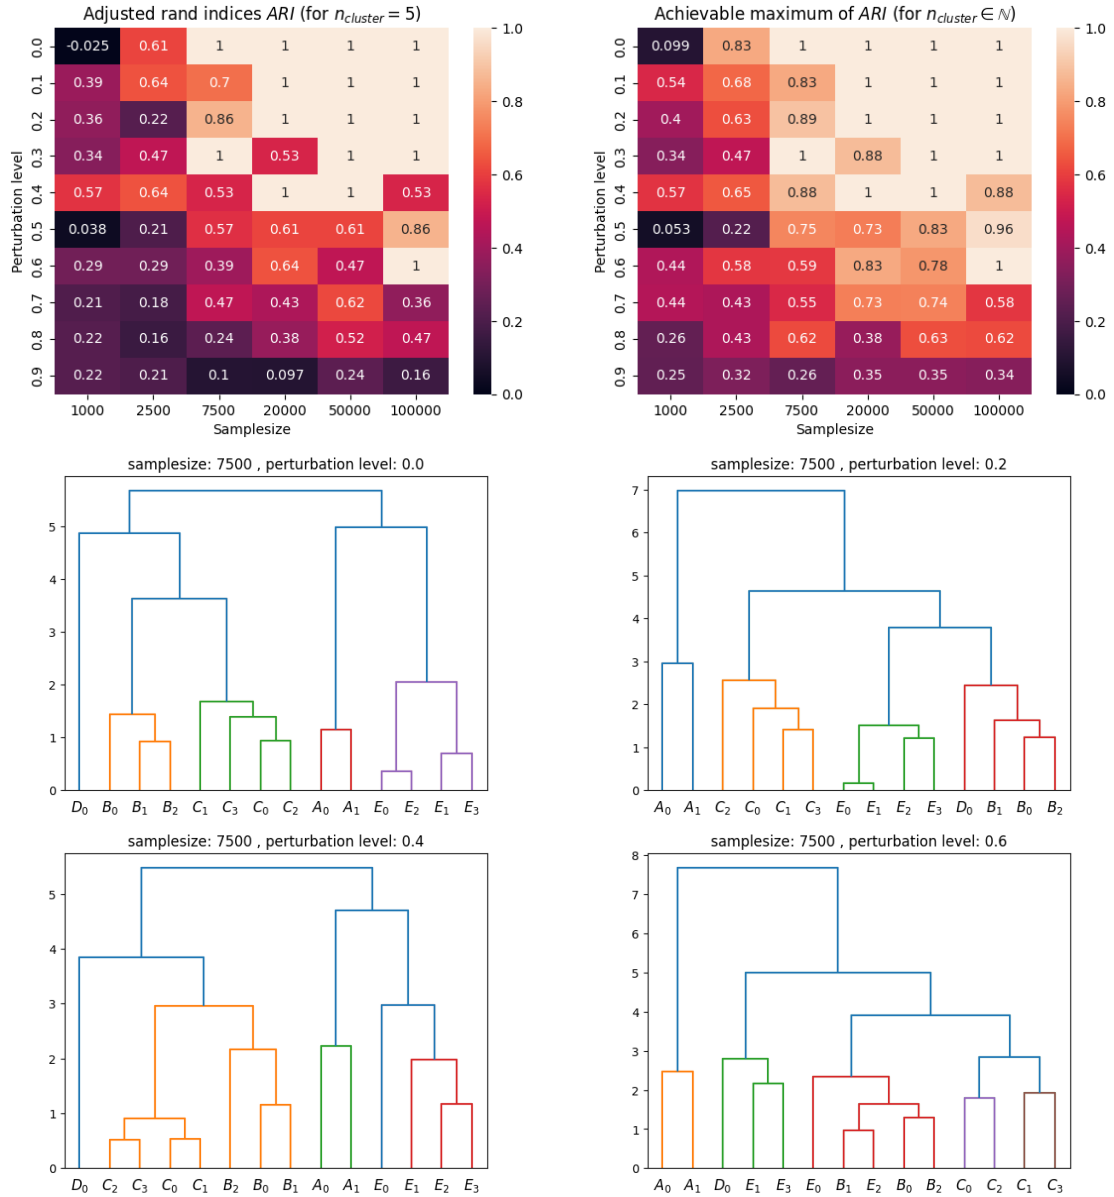 Adjusted rand indices ARI (for n_cluster = 5)
Perturbation level
0.0 -0.025 0.61 1 1 1 1
0.1 0.39 0.64 0.7 1 1 1
0.2 0.36 0.22 0.86 1 1 1
0.3 0.34 0.47 1 0.53 1 1
0.4 0.57 0.64 0.53 1 1 0.53
0.5 0.038 0.21 0.57 0.61 0.61 0.86
0.6 0.29 0.29 0.39 0.64 0.47 1
0.7 0.21 0.18 0.47 0.43 0.62 0.36
0.8 0.22 0.16 0.24 0.38 0.52 0.47
0.9 0.22 0.21 0.1 0.097 0.24 0.16
1000 2500 7500 20000 50000 100000
Samplesize
1.0
0.8
0.6
0.4
0.2
0.0
Achievable maximum of ARI (for n_cluster ∈ ℕ)
Perturbation level
0.0 0.099 0.83 1 1 1 1
0.1 0.54 0.68 0.83 1 1 1
0.2 0.4 0.63 0.89 1 1 1
0.3 0.34 0.47 1 0.88 1 1
0.4 0.57 0.65 0.88 1 1 0.88
0.5 0.053 0.22 0.75 0.73 0.83 0.96
0.6 0.44 0.58 0.59 0.83 0.78 1
0.7 0.44 0.43 0.55 0.73 0.74 0.58
0.8 0.26 0.43 0.62 0.38 0.63 0.62
0.9 0.25 0.32 0.26 0.35 0.35 0.34
1000 2500 7500 20000 50000 100000
Samplesize
1.0
0.8
0.6
0.4
0.2
0.0
samplesize: 7500 , perturbation level: 0.0
5
4
3
2
1
0
D0 B0 B1 B2 C1 C3 C0 C2 A0 A1 E0 E2 E1 E3
samplesize: 7500 , perturbation level: 0.2
7
6
5
4
3
2
1
0
A0 A1 C2 C0 C1 C3 E0 E1 E2 E3 D0 B1 B0 B2
samplesize: 7500 , perturbation level: 0.4
5
4
3
2
1
0
D0 C2 C3 C0 C1 B2 B0 B1 A0 A1 E0 E1 E2 E3
samplesize: 7500 , perturbation level: 0.6
8
7
6
5
4
3
2
1
0
A0 A1 D0 E1 E3 E0 B1 E2 B0 B2 C0 C2 C1 C3